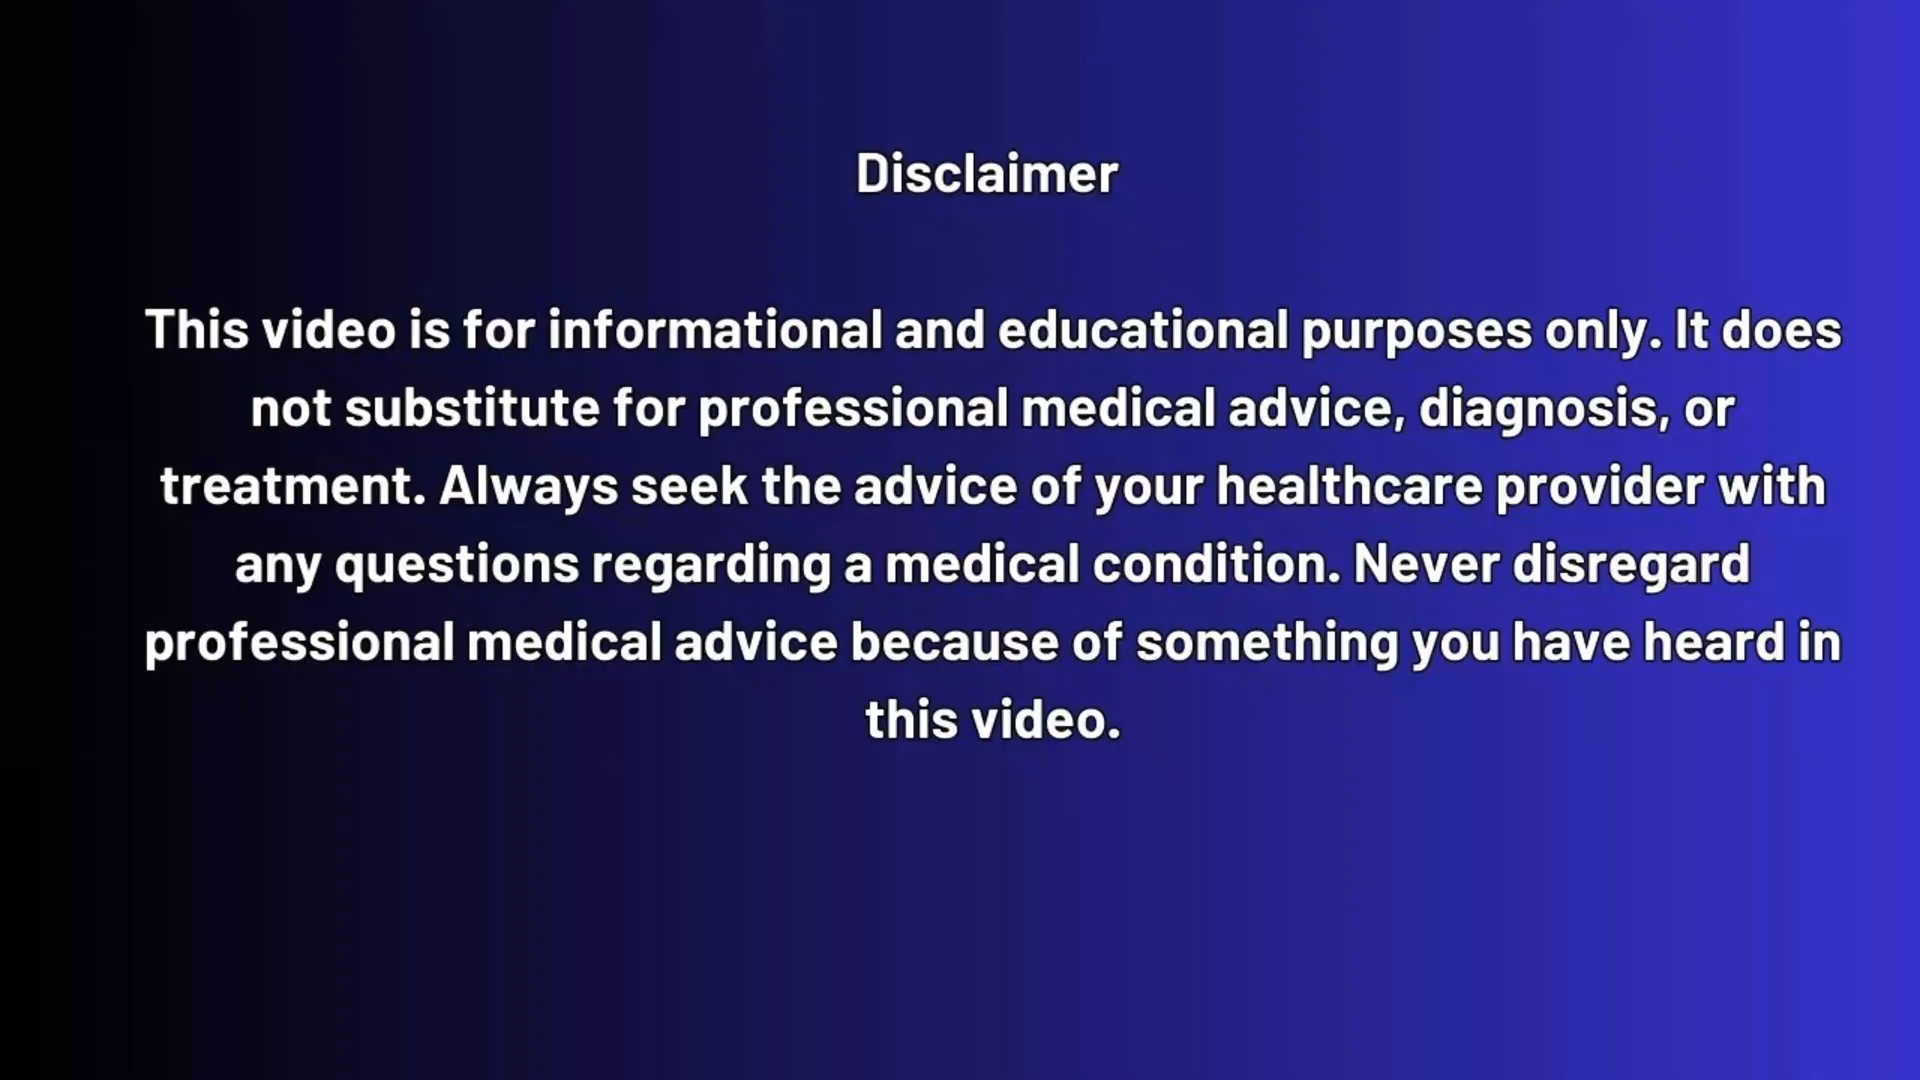 Disclaimer
This video is for informational and educational purposes only. It does
not substitute for professional medical advice, diagnosis, or
treatment. Always seek the advice of your healthcare provider with
any questions regarding a medical condition. Never disregard
professional medical advice because of something you have heard in
this video.